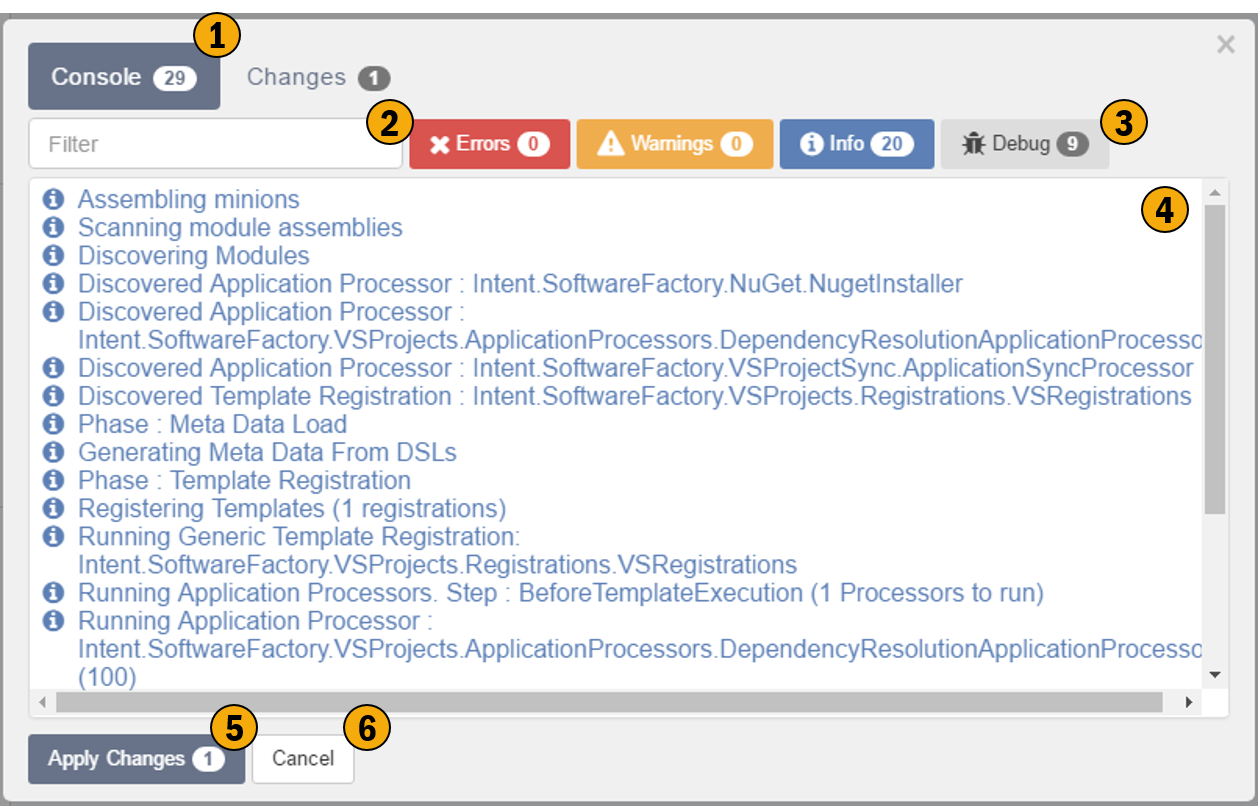 1
Console 29 Changes 1
×
Filter 2 Errors 0 Warnings 0 Info 20 Debug 9 3
4
Assembling minions
Scanning module assemblies
Discovering Modules
Discovered Application Processor : Intent.SoftwareFactory.NuGet.NugetInstaller
Discovered Application Processor :
Intent.SoftwareFactory.VSProjects.ApplicationProcessors.DependencyResolutionApplicationProcesso
Discovered Application Processor : Intent.SoftwareFactory.VSProjectSync.ApplicationSyncProcessor
Discovered Template Registration : Intent.SoftwareFactory.VSProjects.Registrations.VSRegistrations
Phase : Meta Data Load
Generating Meta Data From DSLs
Phase : Template Registration
Registering Templates (1 registrations)
Running Generic Template Registration:
Intent.SoftwareFactory.VSProjects.Registrations.VSRegistrations
Running Application Processors. Step : BeforeTemplateExecution (1 Processors to run)
Running Application Processor :
Intent.SoftwareFactory.VSProjects.ApplicationProcessors.DependencyResolutionApplicationProcesso
(100)
5 6
Apply Changes 1 Cancel